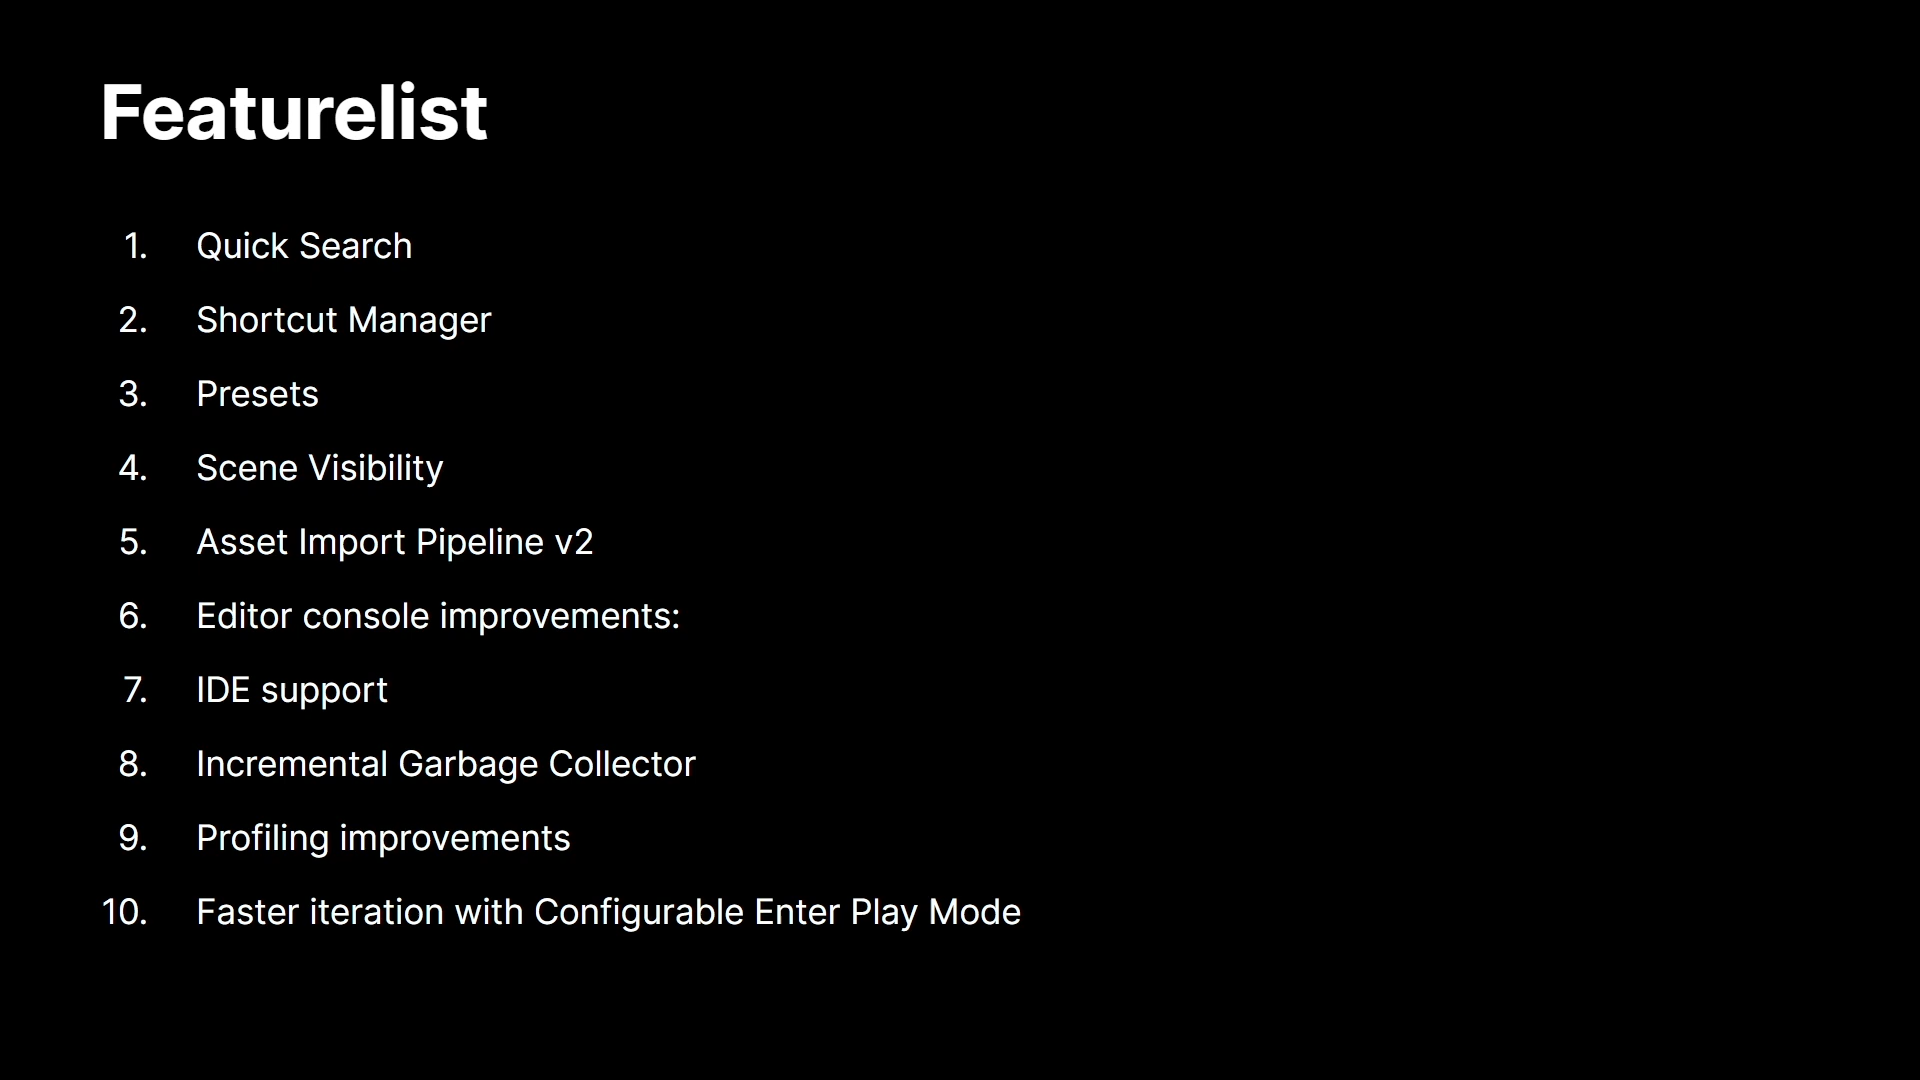 Featurelist
1. Quick Search
2. Shortcut Manager
3. Presets
4. Scene Visibility
5. Asset Import Pipeline v2
6. Editor console improvements:
7. IDE support
8. Incremental Garbage Collector
9. Profiling improvements
10. Faster iteration with Configurable Enter Play Mode